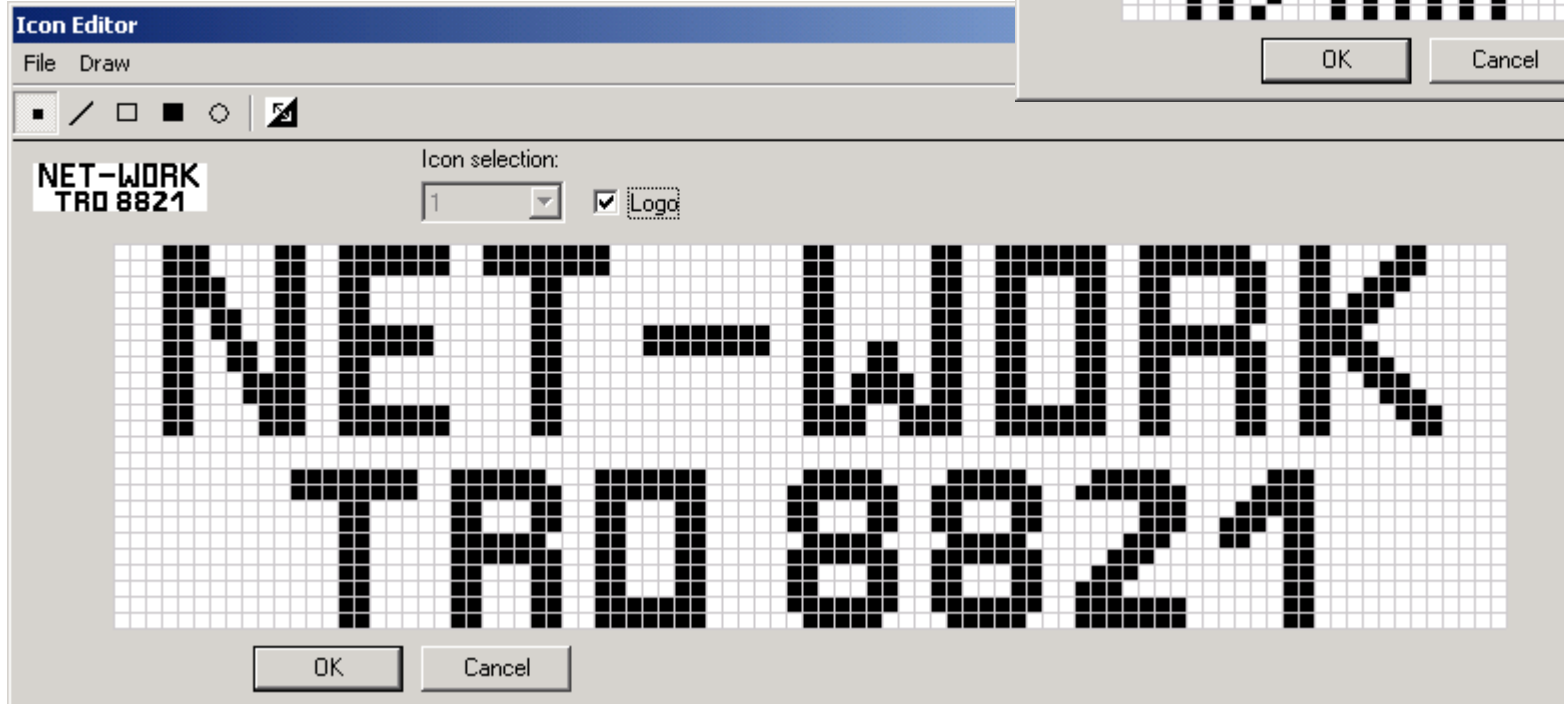 Icon Editor
File Draw
OK Cancel
NET-WORK
TRO 8821
Icon selection:
1
Logo
NET-WORK
TRO 8821
OK Cancel